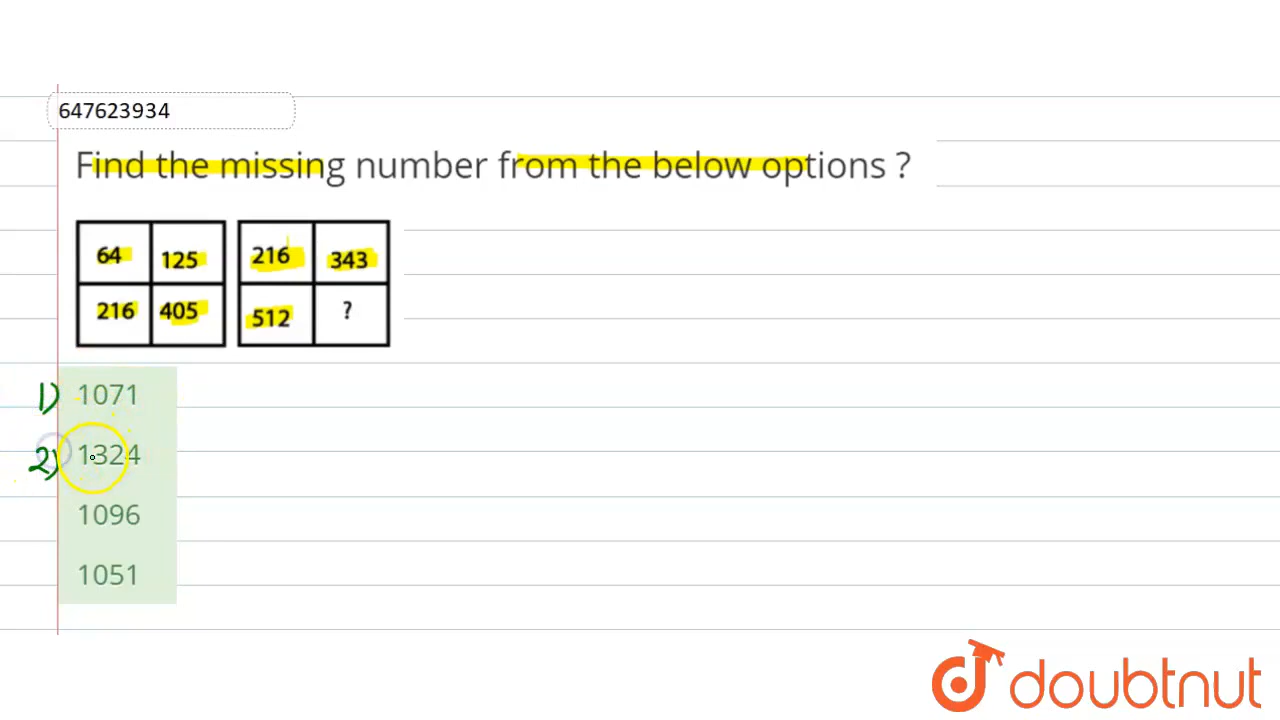 647623934
Find the missing number from the below options ?
64 125 216 343
216 405 512 ?
1) 1071
2) 1324
1096
1051
doubtnut